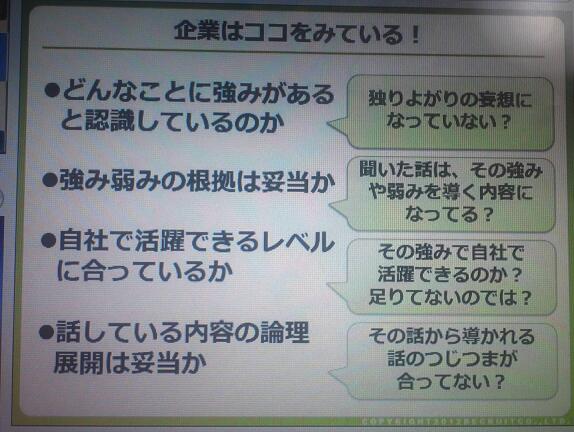 企業はココをみている！
●どんなことに強みがある
と認識しているのか
独りよがりの妄想に
なっていない？
●強み弱みの根拠は妥当か
聞いた話は、その強み
や弱みを導く内容に
なってる？
●自社で活躍できるレベル
に合っているか
その強みで自社で
活躍できるのか？
足りてないのでは？
●話している内容の論理
展開は妥当か
その話から導かれる
話のつじつまが
合ってない？
COPYRIGHT2012RECRUITCO.,LTD.